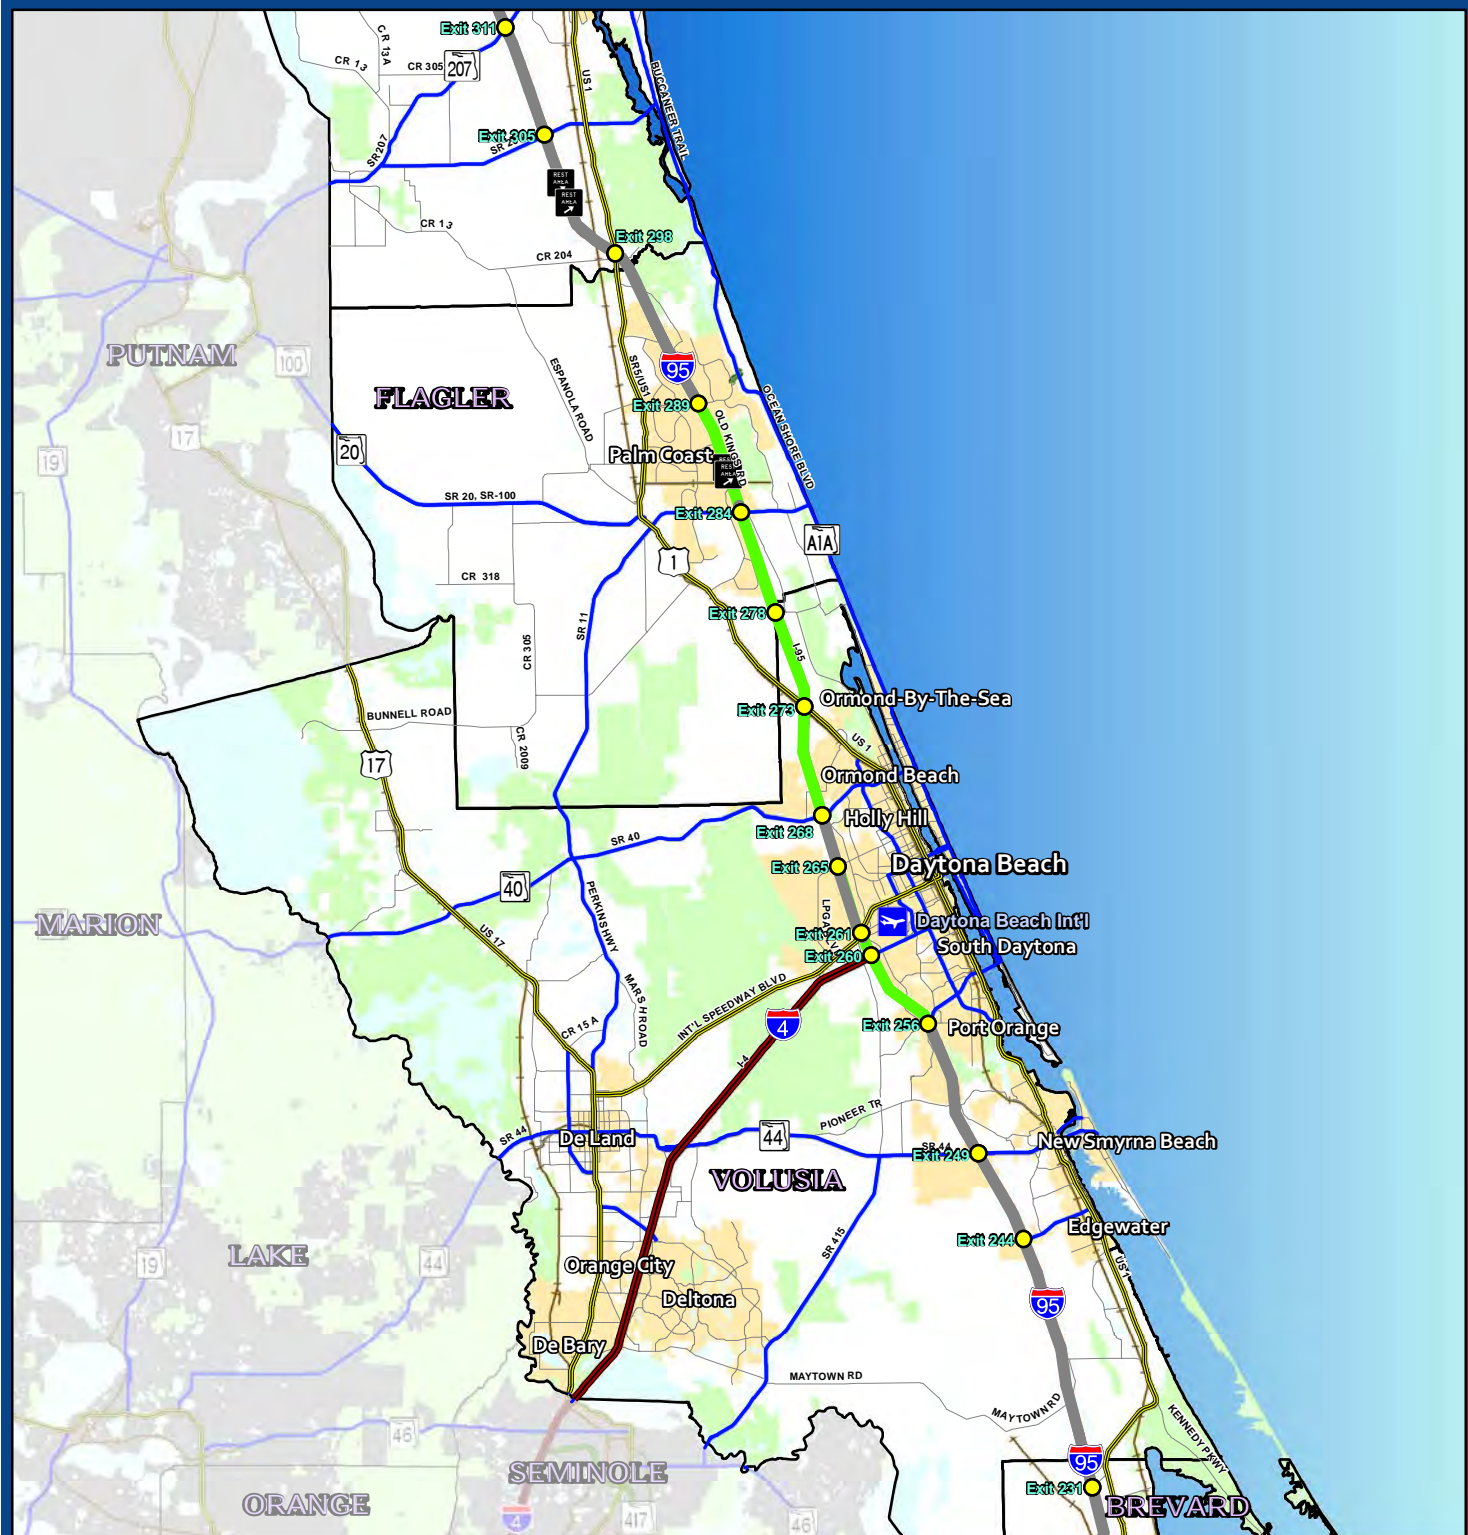 Exit 311
CR 13A
CR 13
CR 305
207
US 1
BUCCANEER TRAIL
Exit 305
SR 207
REST
AREA
REST
AREA
CR 13
Exit 298
CR 204
PUTNAM
100
FLAGLER
ESPANOLA ROAD
SR5/US1
95
Exit 289
OLD KINGS RD
OCEAN SHORE BLVD
17
19
20
Palm Coast
REST
AREA
SR 20, SR-100
Exit 284
A1A
1
CR 318
Exit 278
SR 11
CR 305
I-95
Ormond-By-The-Sea
Exit 273
BUNNELL ROAD
CR 2009
US 1
17
Ormond Beach
Holly Hill
Exit 268
SR 40
Daytona Beach
Exit 265
40
PERKINS HWY
MARION
US 17
Daytona Beach Int'l
Exit 261
South Daytona
Exit 260
MARSH ROAD
INT'L SPEEDWAY BLVD
CR 15 A
4
Exit 256
Port Orange
I-4
PIONEER TR
SR 44
De Land
44
SR 44
Exit 249
New Smyrna Beach
VOLUSIA
Edgewater
Exit 244
SR 415
LAKE
19
44
Orange City
US 1
Deltona
95
De Bary
MAYTOWN RD
MAYTOWN RD
KENNEDY PKWY
46
95
SEMINOLE
Exit 231
ORANGE
BREVARD
4
417
46